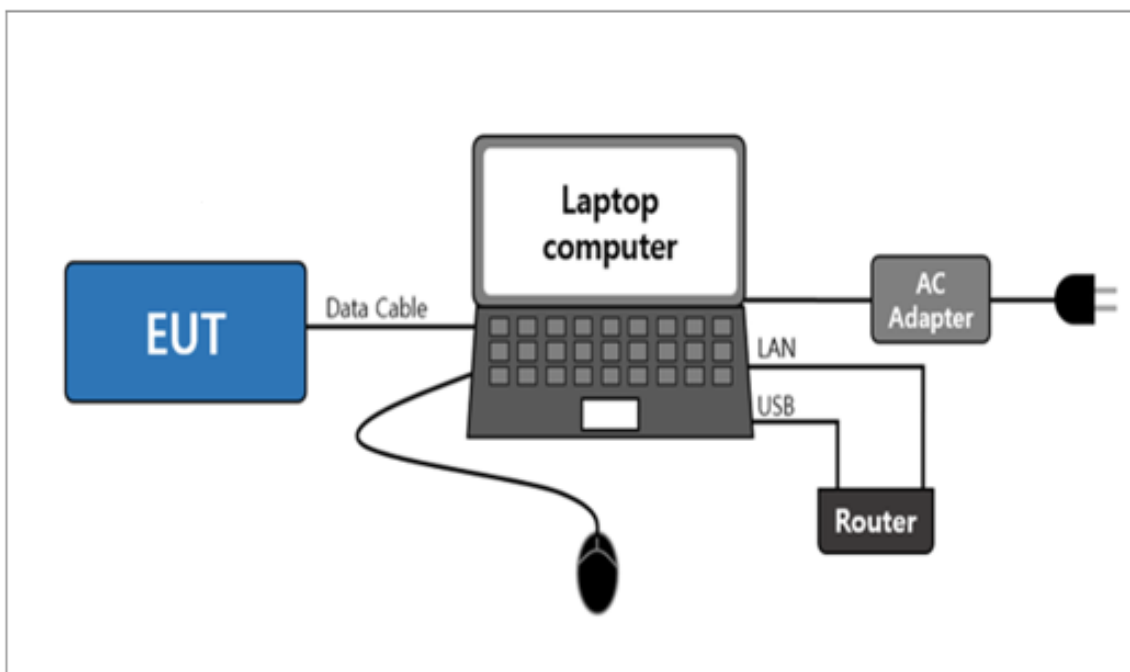 Laptop
computer
EUT
Data Cable
AC
Adapter
LAN
USB
Router